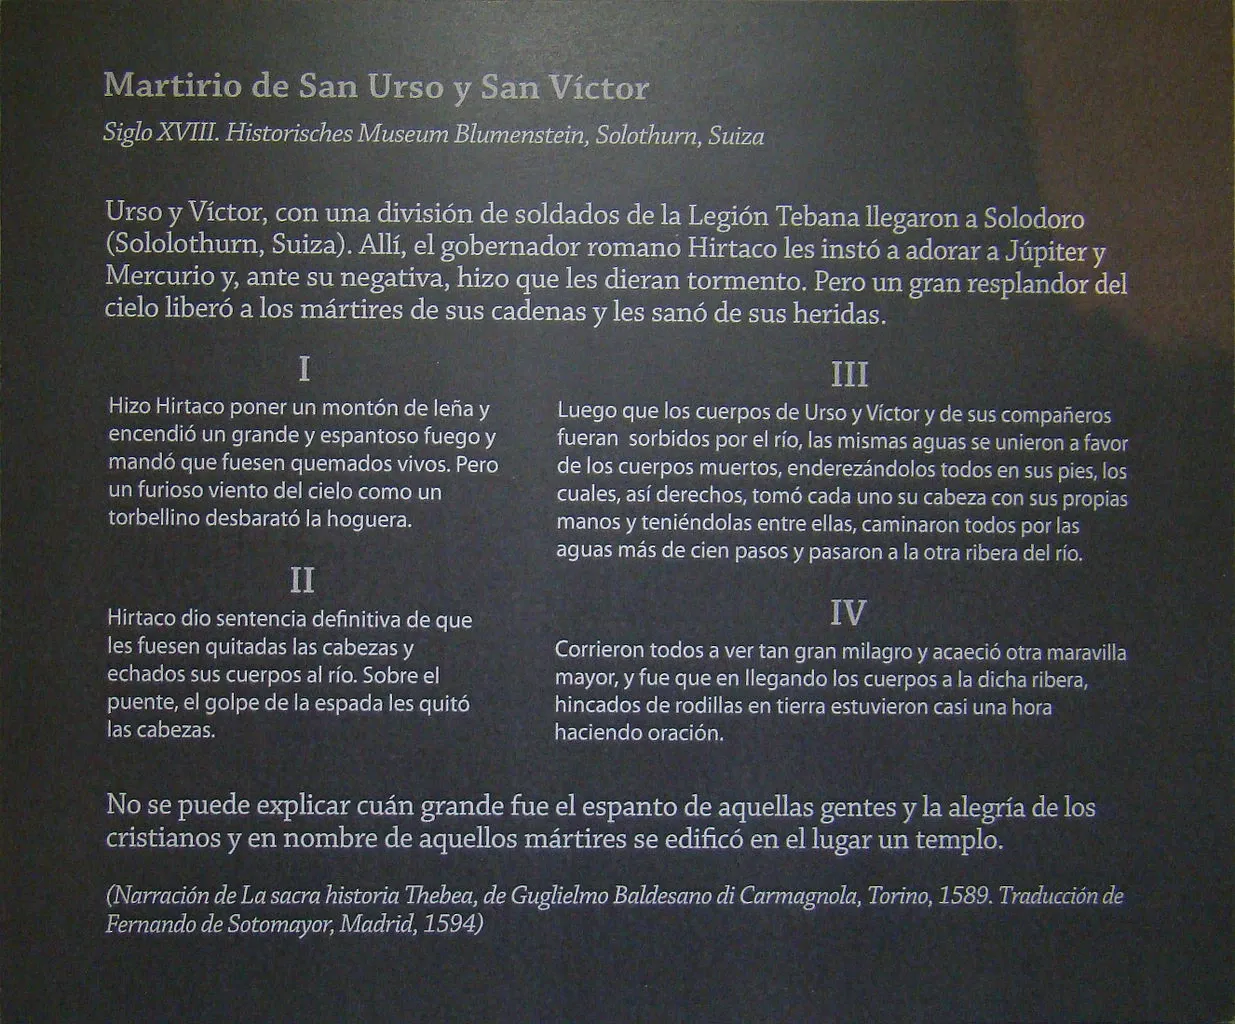 Martirio de San Urso y San Víctor
Siglo XVIII. Historisches Museum Blumenstein, Solothurn, Suiza
Urso y Víctor, con una división de soldados de la Legión Tebana llegaron a Solodoro
(Sololothurn, Suiza). Allí, el gobernador romano Hirtaco les instó a adorar a Júpiter y
Mercurio y, ante su negativa, hizo que les dieran tormento. Pero un gran resplandor del
cielo liberó a los mártires de sus cadenas y les sanó de sus heridas.
I
Hizo Hirtaco poner un montón de leña y
encendió un grande y espantoso fuego y
mandó que fuesen quemados vivos. Pero
un furioso viento del cielo como un
torbellino desbarató la hoguera.
II
Hirtaco dio sentencia definitiva de que
les fuesen quitadas las cabezas y
echados sus cuerpos al río. Sobre el
puente, el golpe de la espada les quitó
las cabezas.
III
Luego que los cuerpos de Urso y Víctor y de sus compañeros
fueran sorbidos por el río, las mismas aguas se unieron a favor
de los cuerpos muertos, enderezándolos todos en sus pies, los
cuales, así derechos, tomó cada uno su cabeza con sus propias
manos y teniéndolas entre ellas, caminaron todos por las
aguas más de cien pasos y pasaron a la otra ribera del río.
IV
Corrieron todos a ver tan gran milagro y acaeció otra maravilla
mayor, y fue que en llegando los cuerpos a la dicha ribera,
hincados de rodillas en tierra estuvieron casi una hora
haciendo oración.
No se puede explicar cuán grande fue el espanto de aquellas gentes y la alegría de los
cristianos y en nombre de aquellos mártires se edificó en el lugar un templo.
(Narración de La sacra historia Thebea, de Guglielmo Baldesano di Carmagnola, Torino, 1589. Traducción de
Fernando de Sotomayor, Madrid, 1594)